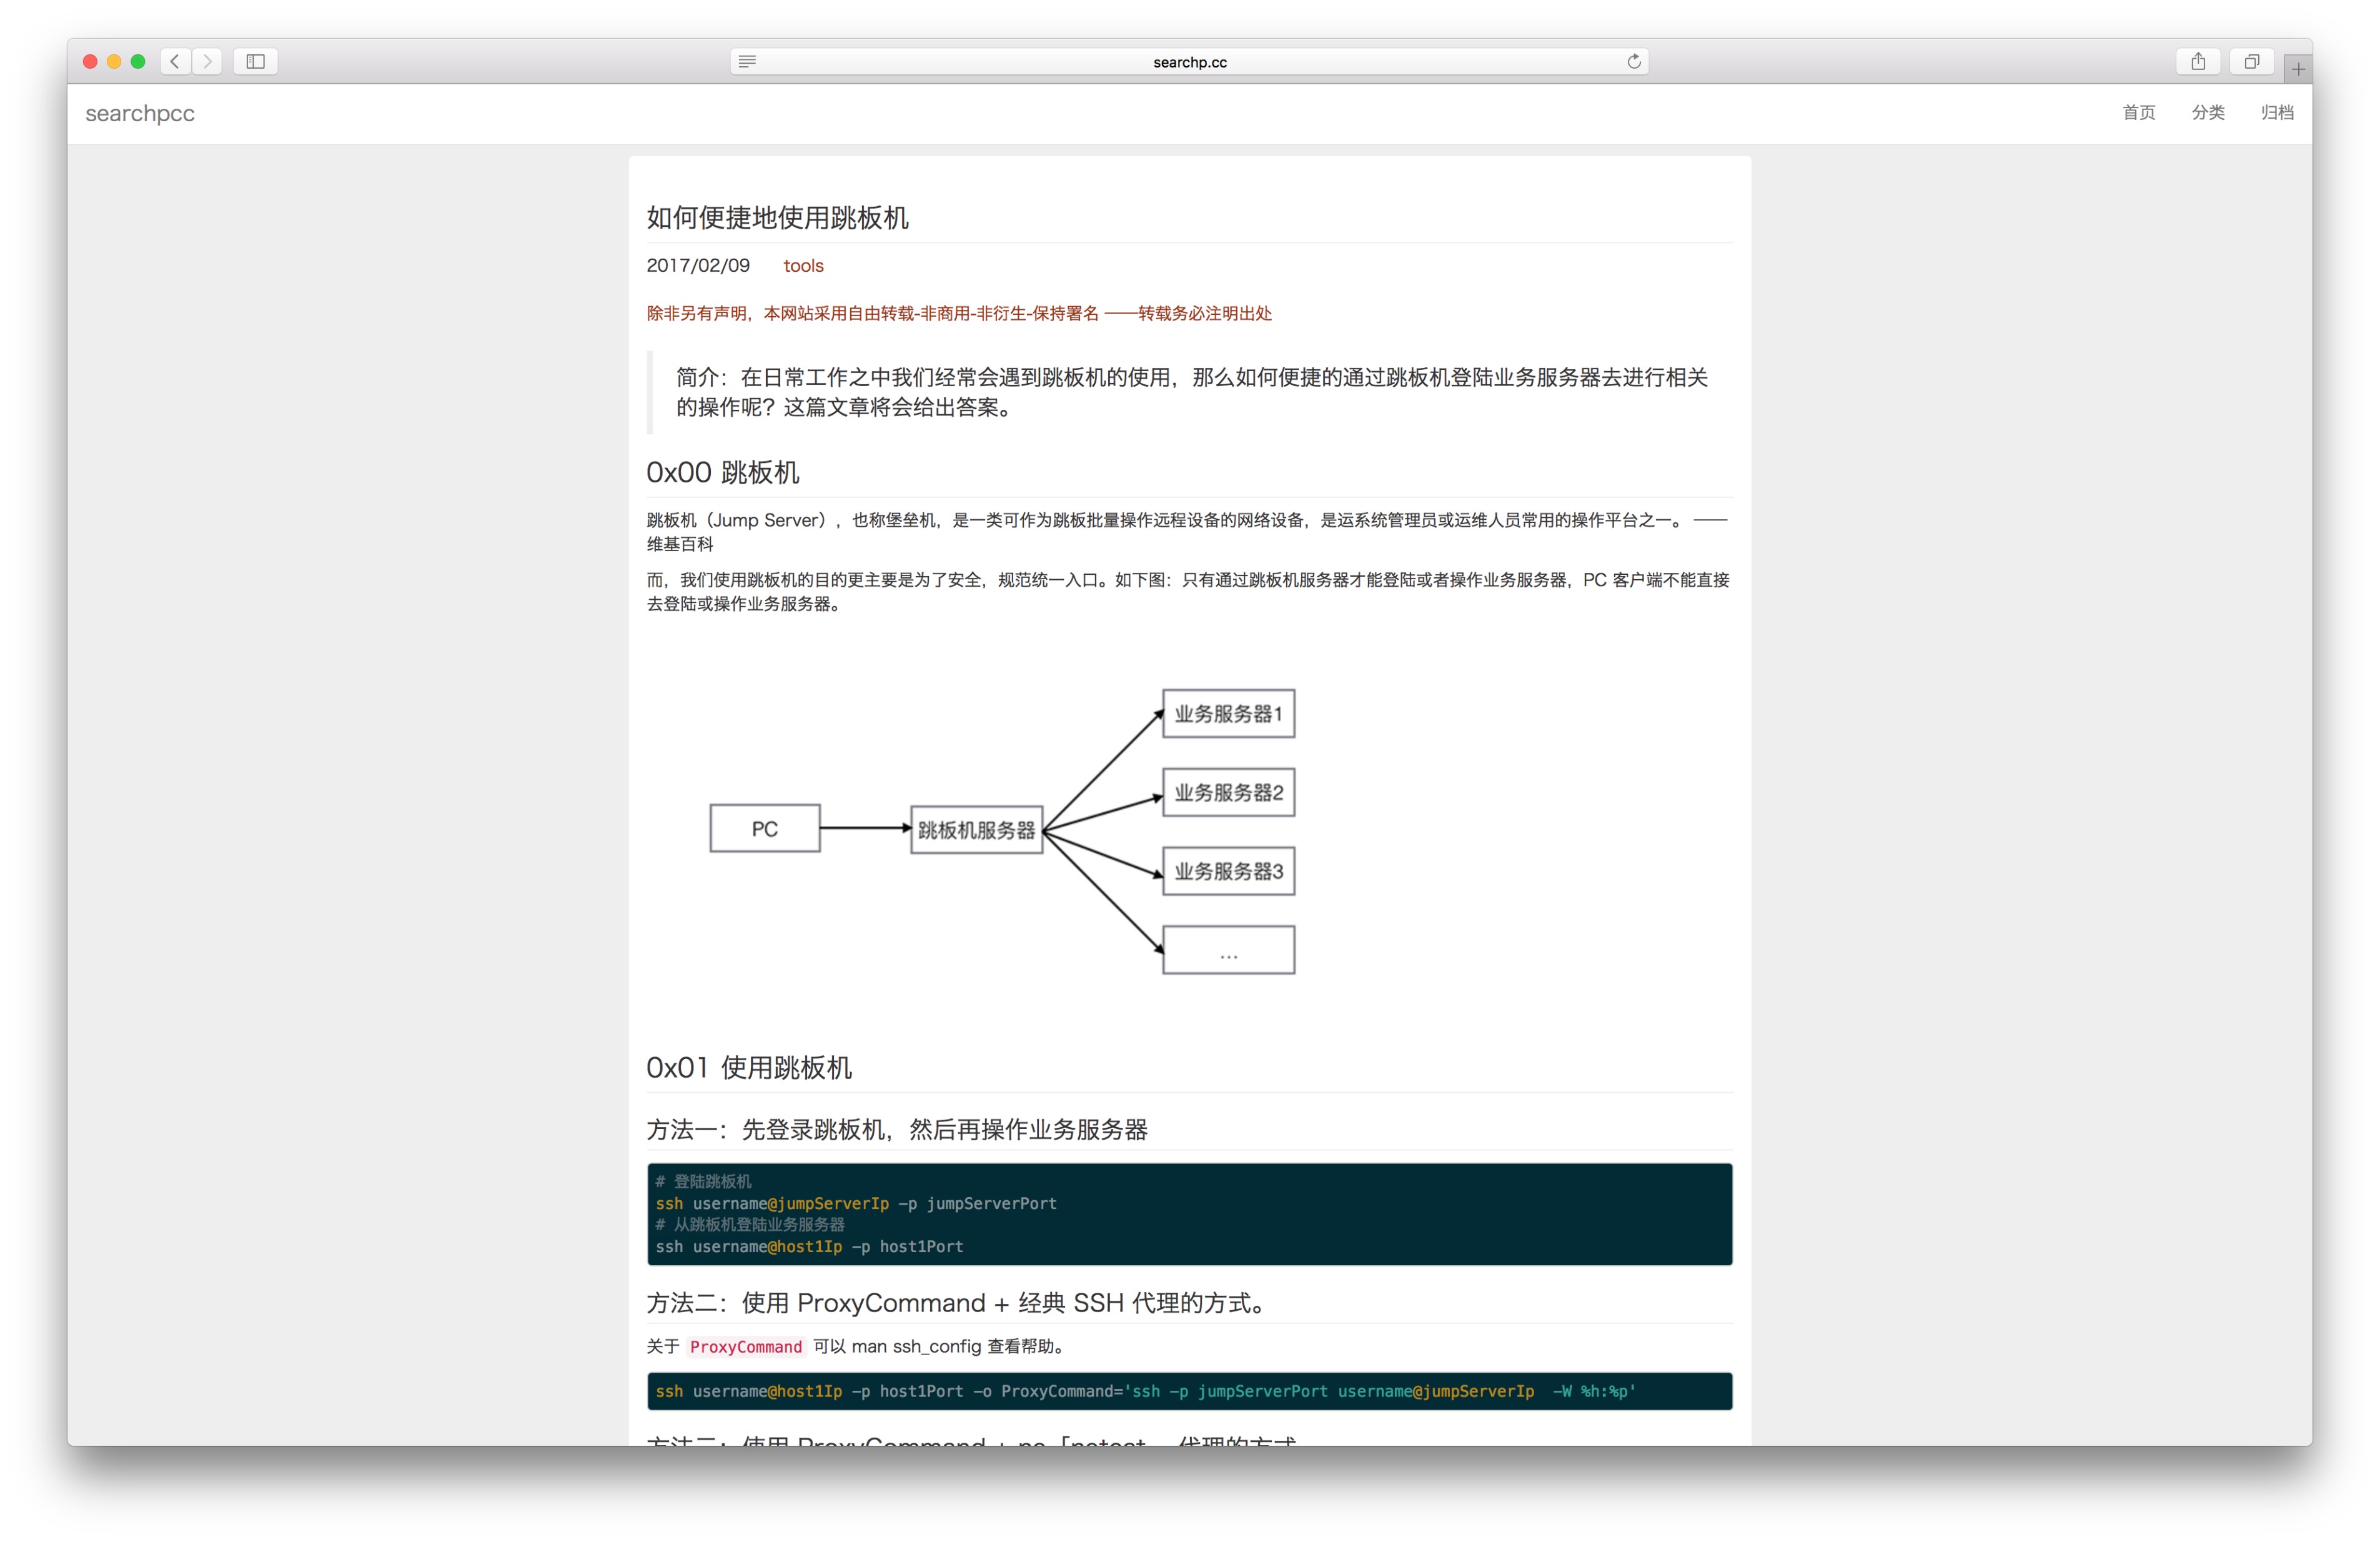 searchp.cc
searchpcc
首页 分类 归档
如何便捷地使用跳板机
2017/02/09 tools
除非另有声明，本网站采用自由转载-非商用-非衍生-保持署名 ——转载务必注明出处
简介：在日常工作之中我们经常会遇到跳板机的使用，那么如何便捷的通过跳板机登陆业务服务器去进行相关
的操作呢？这篇文章将会给出答案。
0x00 跳板机
跳板机（Jump Server），也称堡垒机，是一类可作为跳板批量操作远程设备的网络设备，是运系统管理员或运维人员常用的操作平台之一。 ——
维基百科
而，我们使用跳板机的目的更主要是为了安全，规范统一入口。如下图：只有通过跳板机服务器才能登陆或者操作业务服务器，PC 客户端不能直接
去登陆或操作业务服务器。
业务服务器1
业务服务器2
PC
跳板机服务器
业务服务器3
...
0x01 使用跳板机
方法一：先登录跳板机，然后再操作业务服务器
# 登陆跳板机
ssh username@jumpServerIp -p jumpServerPort
# 从跳板机登陆业务服务器
ssh username@host1Ip -p host1Port
方法二：使用 ProxyCommand + 经典 SSH 代理的方式。
关于 ProxyCommand 可以 man ssh_config 查看帮助。
ssh username@host1Ip -p host1Port -o ProxyCommand='ssh -p jumpServerPort username@jumpServerIp  -W %h:%p'
使用 ProxyCommand + nc 代理的方式